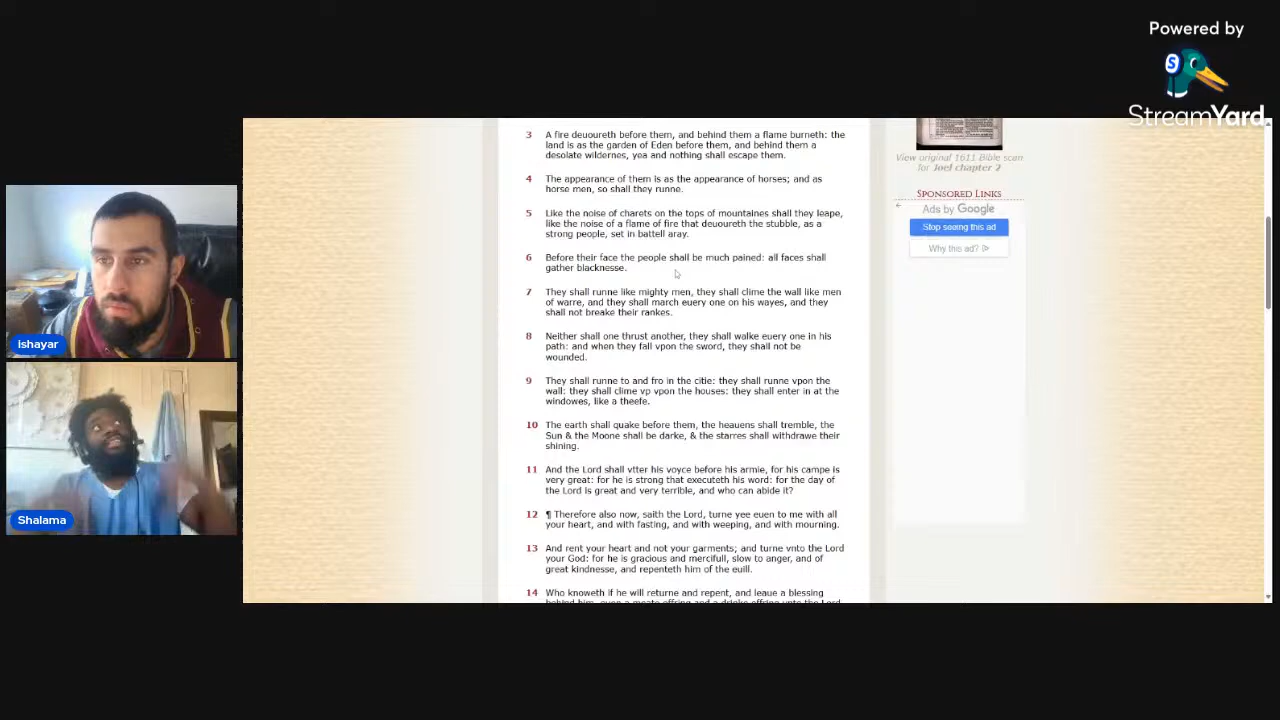 Powered by
S
StreamYard
3 A fire deuoureth before them, and behind them a flame burneth: the
land is as the garden of Eden before them, and behind them a
desolate wildernes, yea and nothing shall escape them.
4 The appearance of them is as the appearance of horses; and as
horse men, so shall they runne.
5 Like the noise of charets on the tops of mountaines shall they leape,
like the noise of a flame of fire that deuoureth the stubble, as a
strong people, set in battell aray.
6 Before their face the people shall be much pained: all faces shall
gather blacknesse.
7 They shall runne like mighty men, they shall clime the wall like men
of warre, and they shall march euery one on his wayes, and they
shall not breake their rankes.
8 Neither shall one thrust another, they shall walke euery one in his
path: and when they fall vpon the sword, they shall not be
wounded.
9 They shall runne to and fro in the citie: they shall runne vpon the
wall: they shall clime vp vpon the houses: they shall enter in at the
windowes, like a theefe.
10 The earth shall quake before them, the heauens shall tremble, the
Sun & the Moone shall be darke, & the starres shall withdrawe their
shining.
11 And the Lord shall vtter his voyce before his armie, for his campe is
very great: for he is strong that executeth his word: for the day of
the Lord is great and very terrible, and who can abide it?
12 ¶ Therefore also now, saith the Lord, turne yee euen to me with all
your heart, and with fasting, and with weeping, and with mourning.
13 And rent your heart and not your garments; and turne vnto the Lord
your God: for he is gracious and mercifull, slow to anger, and of
great kindnesse, and repenteth him of the euill.
14 Who knoweth if he will returne and repent, and leaue a blessing
View original 1611 Bible scan
for Joel chapter 2
Sponsored Links
Ads by Google
Stop seeing this ad
Why this ad?
ishayar
Shalama